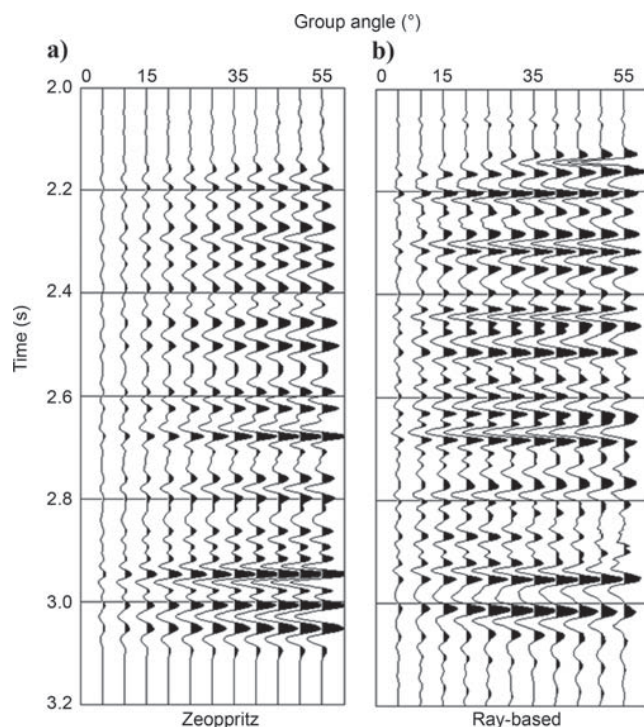 Group angle (°)
a)
b)
0 15 35 55
0 15 35 55
2.0
2.2
2.4
2.6
2.8
3.0
3.2
Time (s)
Zeoppritz
Ray-based